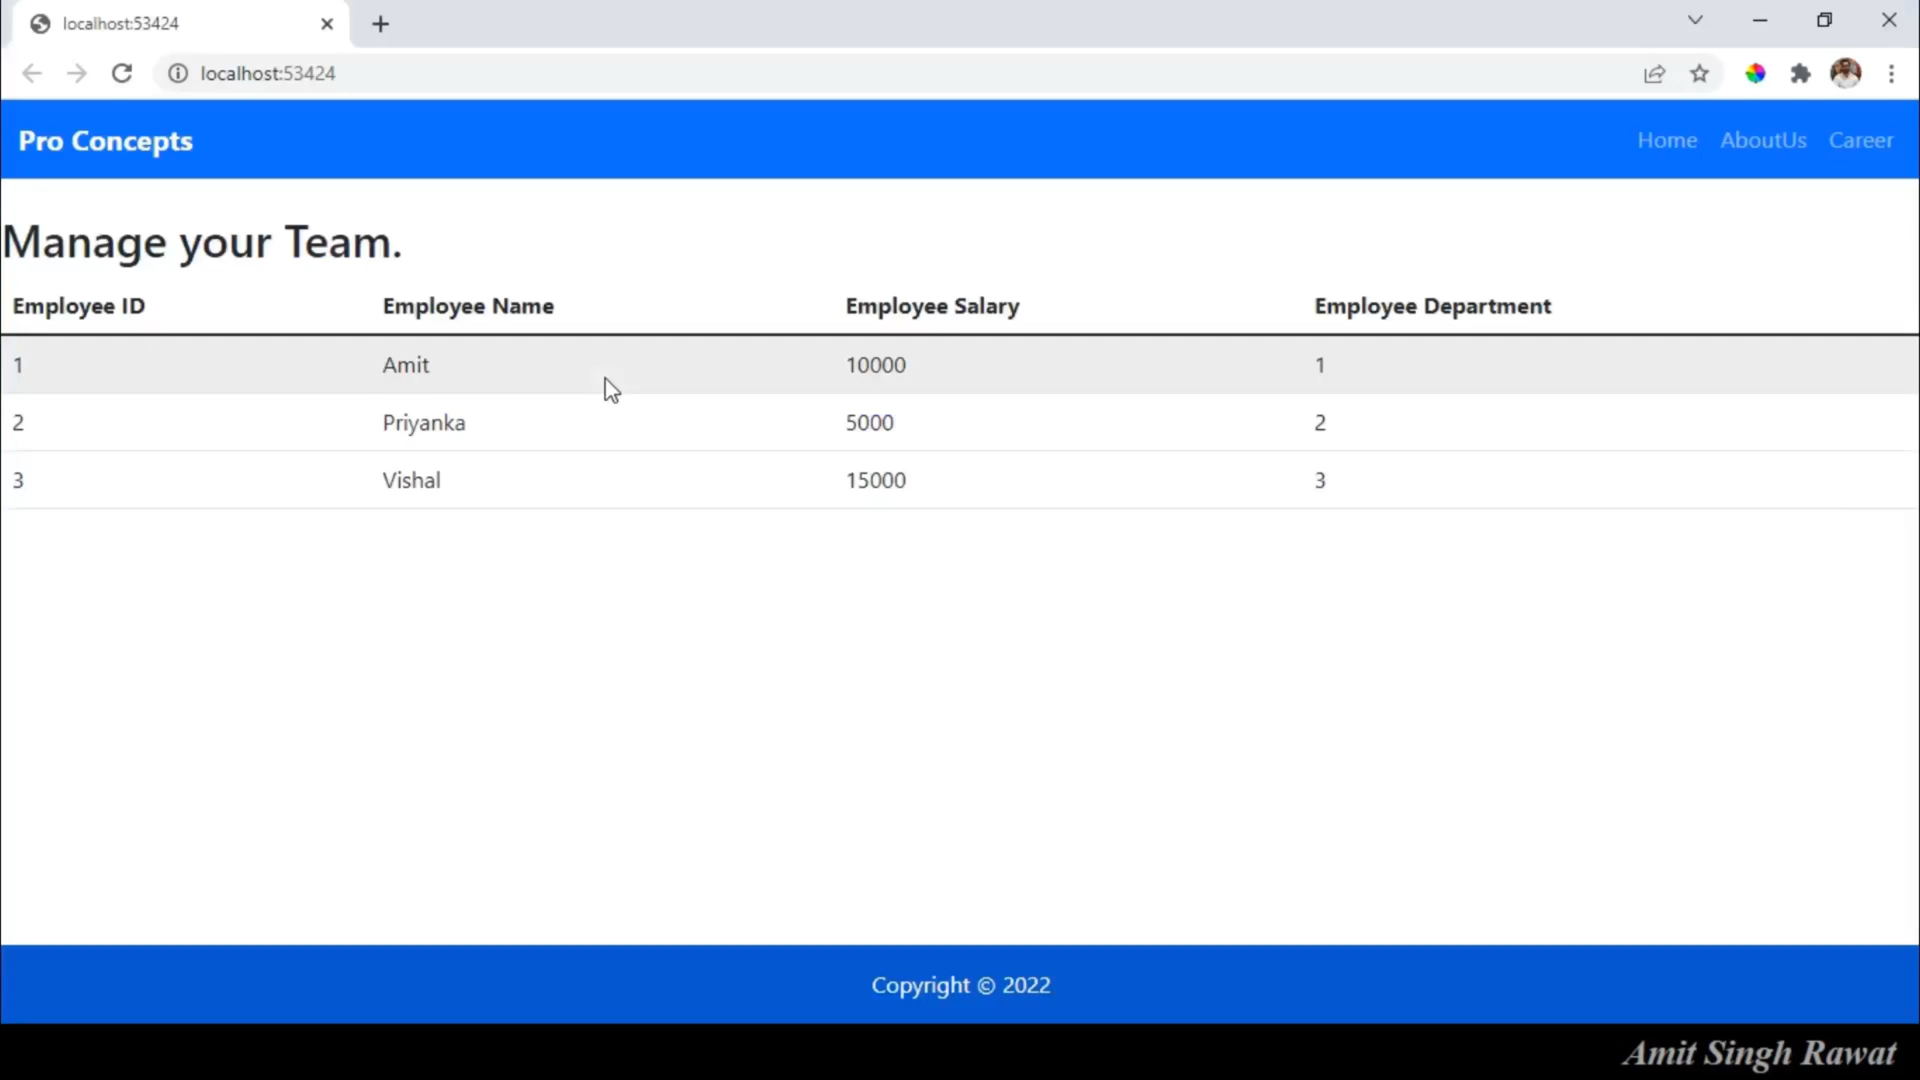 localhost:53424
localhost:53424
Pro Concepts Home AboutUs Career
Manage your Team.
Employee ID Employee Name Employee Salary Employee Department
1 Amit 10000 1
2 Priyanka 5000 2
3 Vishal 15000 3
Copyright © 2022
Amit Singh Rawat